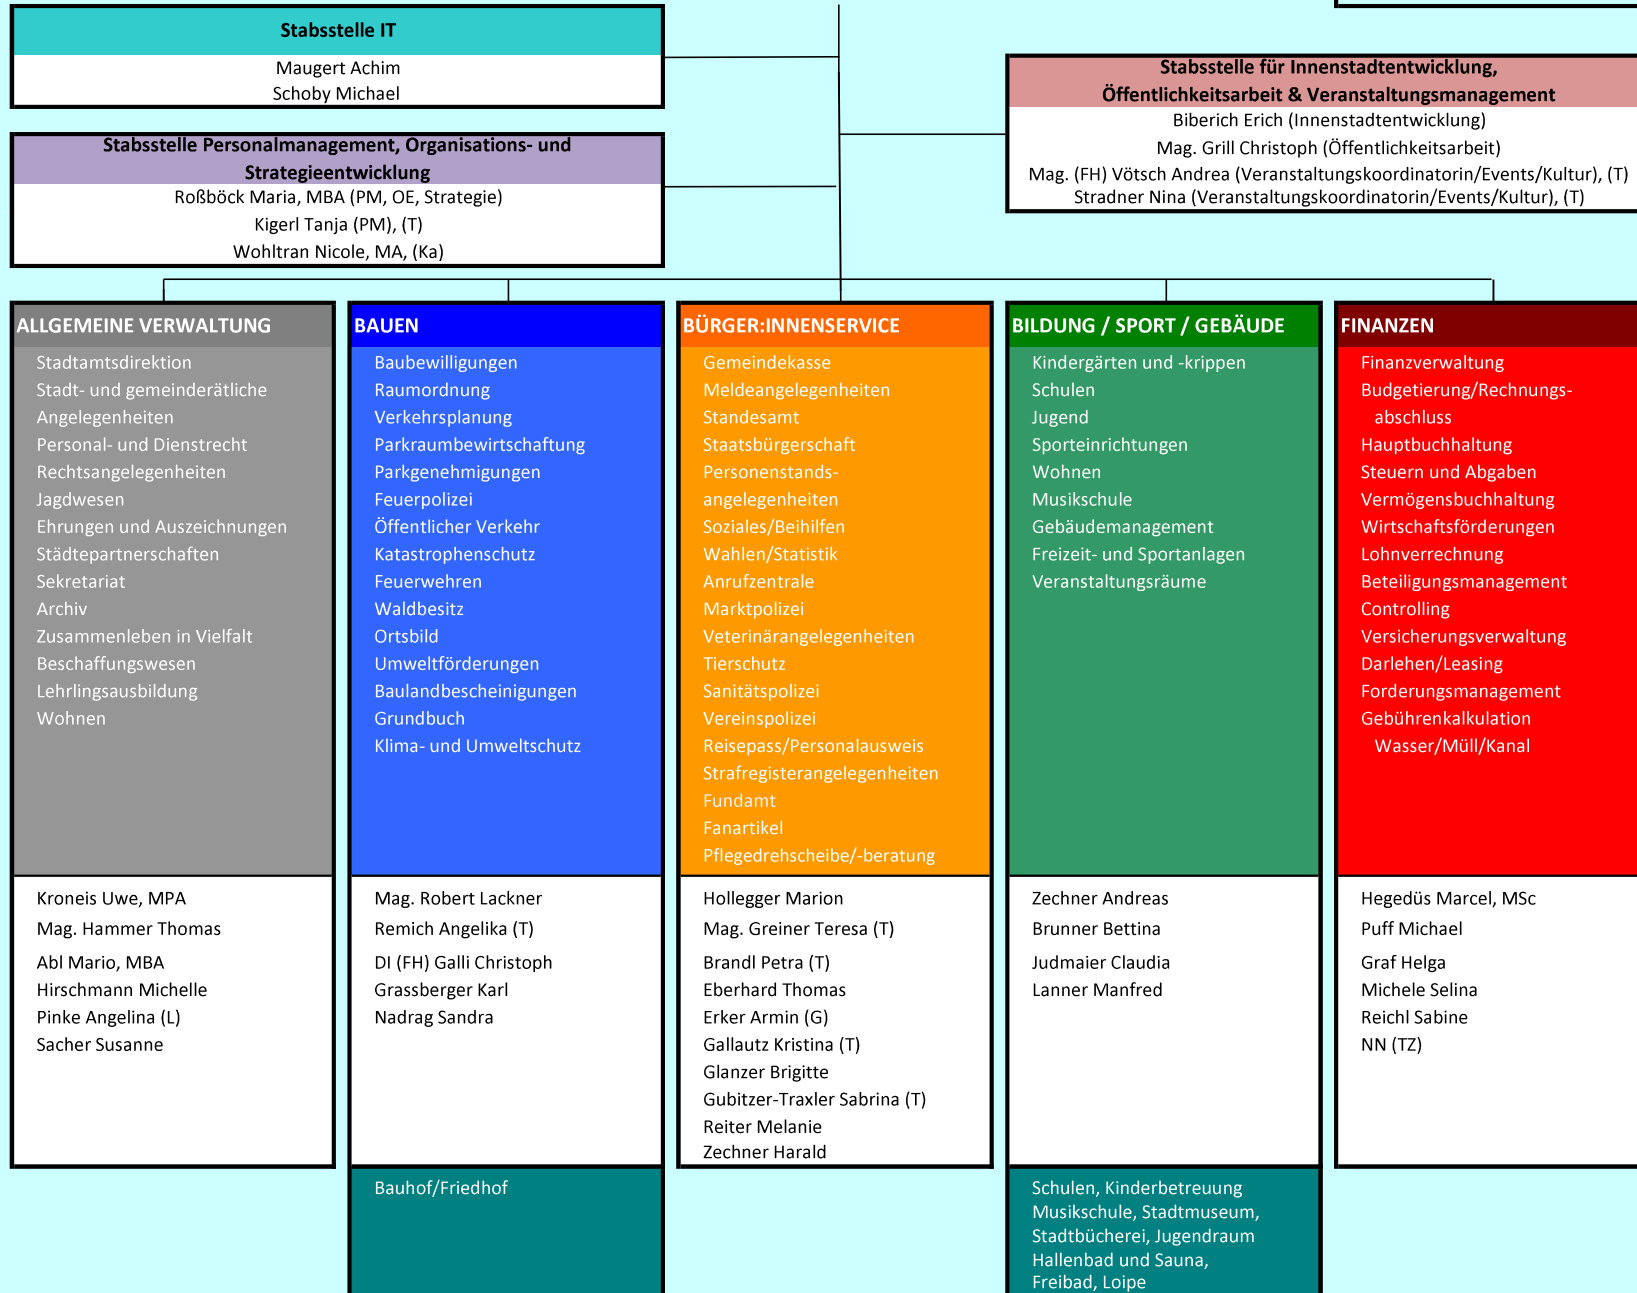 Stabsstelle IT
Maugert Achim
Schoby Michael
Stabsstelle Personalmanagement, Organisations- und
Strategieentwicklung
Roßböck Maria, MBA (PM, OE, Strategie)
Kigerl Tanja (PM), (T)
Wohltran Nicole, MA, (Ka)
Stabsstelle für Innenstadtentwicklung,
Öffentlichkeitsarbeit & Veranstaltungsmanagement
Biberich Erich (Innenstadtentwicklung)
Mag. Grill Christoph (Öffentlichkeitsarbeit)
Mag. (FH) Vötsch Andrea (Veranstaltungskoordinatorin/Events/Kultur), (T)
Stradner Nina (Veranstaltungskoordinatorin/Events/Kultur), (T)
ALLGEMEINE VERWALTUNG
Stadtamtsdirektion
Stadt- und gemeinderätliche
Angelegenheiten
Personal- und Dienstrecht
Rechtsangelegenheiten
Jagdwesen
Ehrungen und Auszeichnungen
Städtepartnerschaften
Sekretariat
Archiv
Zusammenleben in Vielfalt
Beschaffungswesen
Lehrlingsausbildung
Wohnen
Kroneis Uwe, MPA
Mag. Hammer Thomas
Abl Mario, MBA
Hirschmann Michelle
Pinke Angelina (L)
Sacher Susanne
BAUEN
Baubewilligungen
Raumordnung
Verkehrsplanung
Parkraumbewirtschaftung
Parkgenehmigungen
Feuerpolizei
Öffentlicher Verkehr
Katastrophenschutz
Feuerwehren
Waldbesitz
Ortsbild
Umweltförderungen
Baulandbescheinigungen
Grundbuch
Klima- und Umweltschutz
Mag. Robert Lackner
Remich Angelika (T)
DI (FH) Galli Christoph
Grassberger Karl
Nadrag Sandra
Bauhof/Friedhof
BÜRGER:INNENSERVICE
Gemeindekasse
Meldeangelegenheiten
Standesamt
Staatsbürgerschaft
Personenstands-
angelegenheiten
Soziales/Beihilfen
Wahlen/Statistik
Anrufzentrale
Marktpolizei
Veterinärangelegenheiten
Tierschutz
Sanitätspolizei
Vereinspolizei
Reisepass/Personalausweis
Strafregisterangelegenheiten
Fundamt
Fanartikel
Pflegedrehscheibe/-beratung
Hollegger Marion
Mag. Greiner Teresa (T)
Brandl Petra (T)
Eberhard Thomas
Erker Armin (G)
Gallautz Kristina (T)
Glanzer Brigitte
Gubitzer-Traxler Sabrina (T)
Reiter Melanie
Zechner Harald
BILDUNG / SPORT / GEBÄUDE
Kindergärten und -krippen
Schulen
Jugend
Sporteinrichtungen
Wohnen
Musikschule
Gebäudemanagement
Freizeit- und Sportanlagen
Veranstaltungsräume
Zechner Andreas
Brunner Bettina
Judmaier Claudia
Lanner Manfred
Schulen, Kinderbetreuung
Musikschule, Stadtmuseum,
Stadtbücherei, Jugendraum
Hallenbad und Sauna,
Freibad, Loipe
FINANZEN
Finanzverwaltung
Budgetierung/Rechnungs-
abschluss
Hauptbuchhaltung
Steuern und Abgaben
Vermögensbuchhaltung
Wirtschaftsförderungen
Lohnverrechnung
Beteiligungsmanagement
Controlling
Versicherungsverwaltung
Darlehen/Leasing
Forderungsmanagement
Gebührenkalkulation
Wasser/Müll/Kanal
Hegedüs Marcel, MSc
Puff Michael
Graf Helga
Michele Selina
Reichl Sabine
NN (TZ)